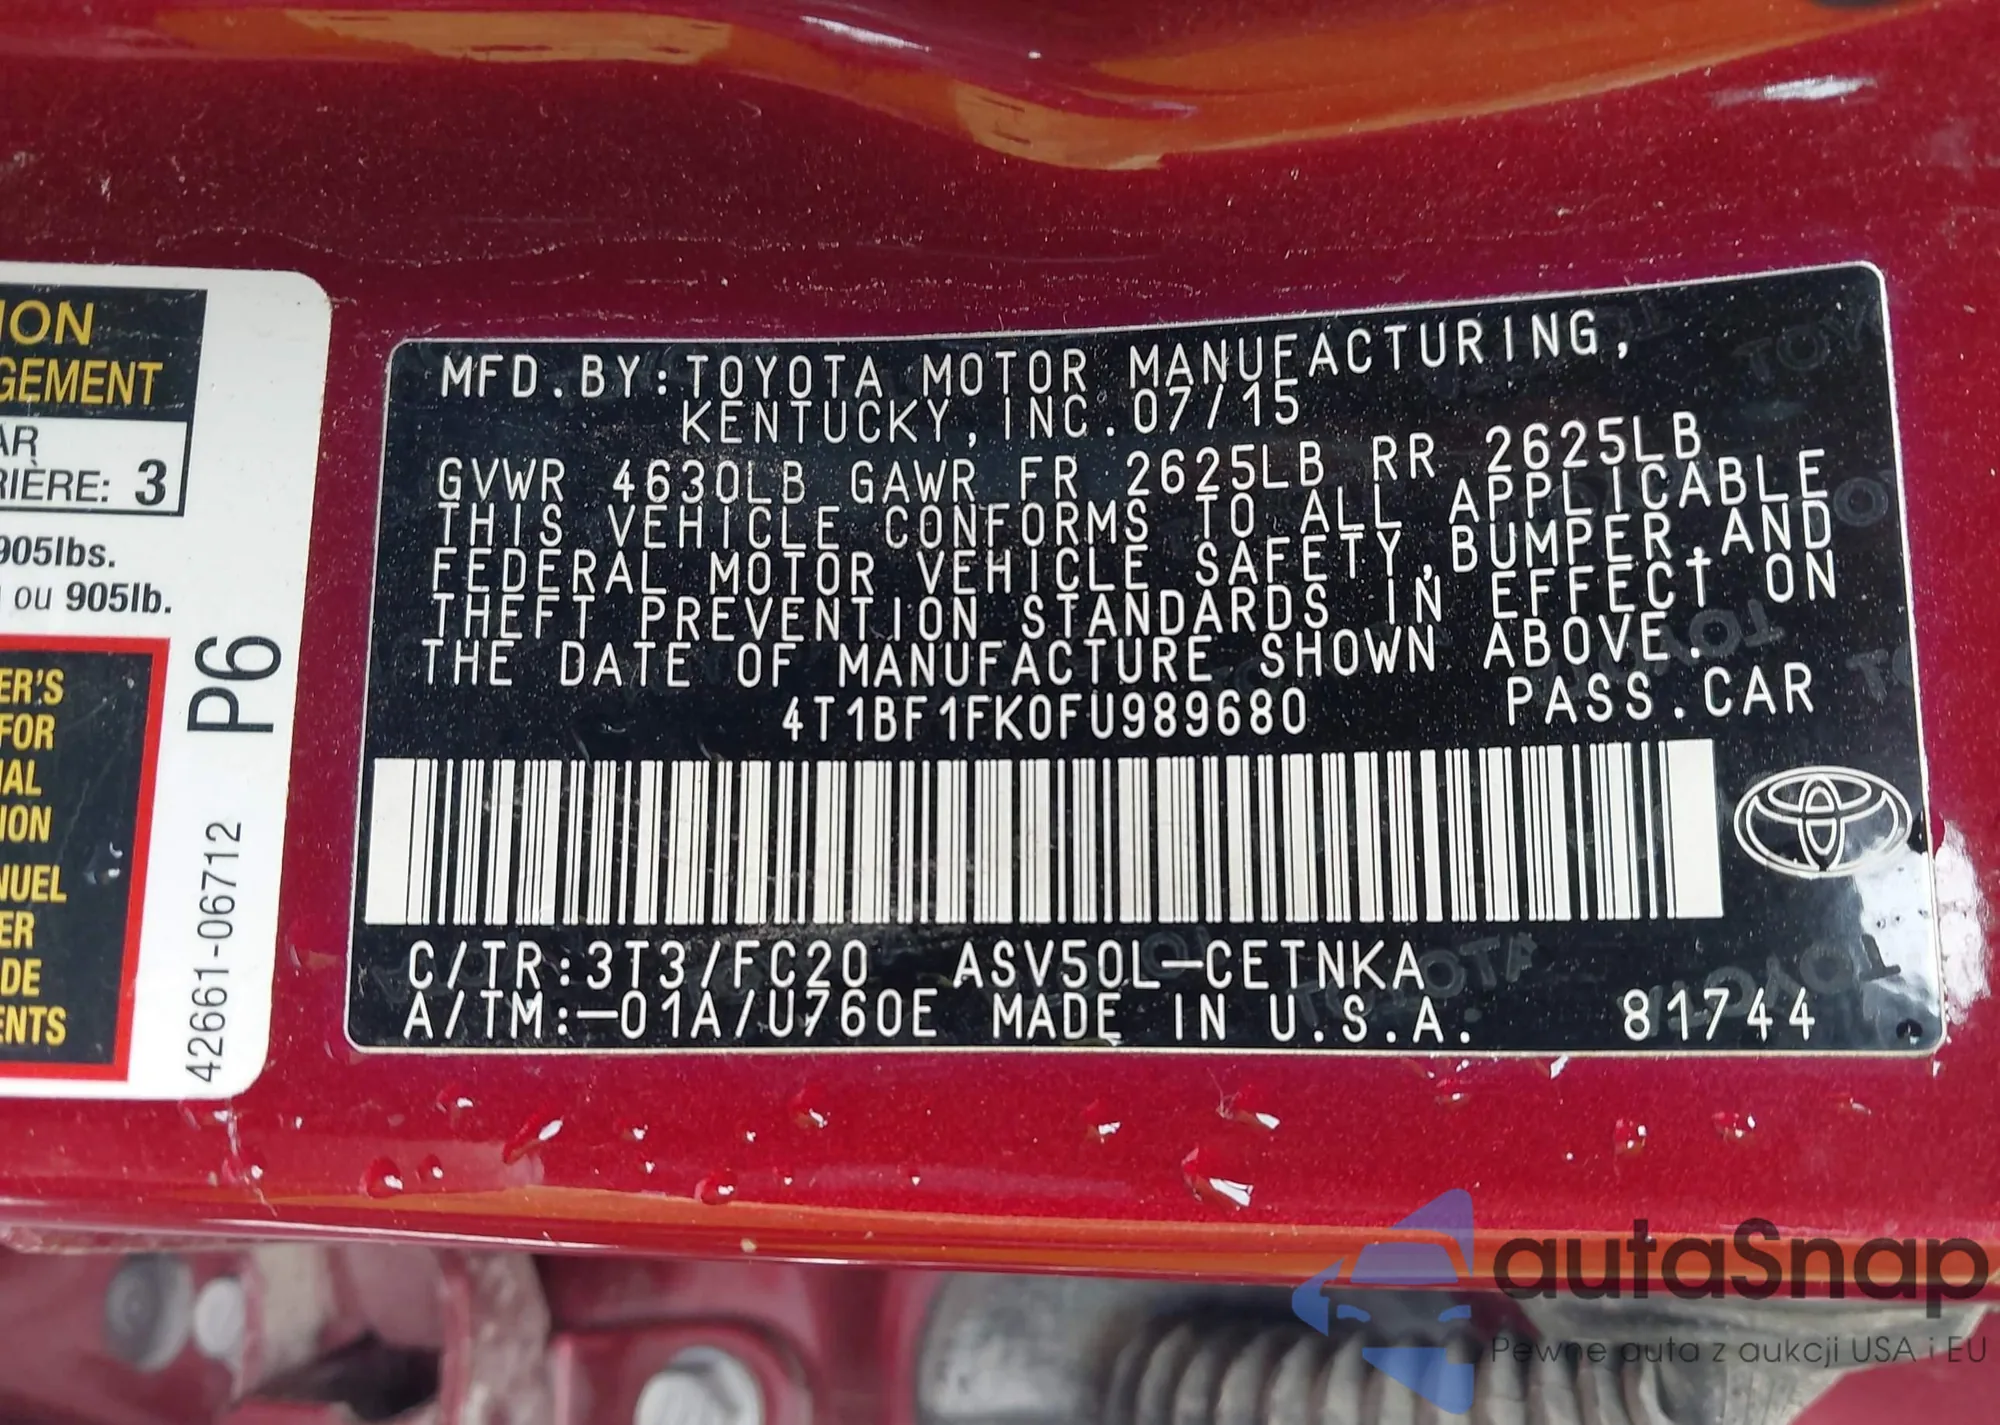 ION
GEMENT
AR
RIÈRE: 3
905lbs.
ou 905lb.
ER'S
FOR
IAL
ION
NUEL
ER
DE
ENTS
P6
42661-06712
MFD.BY:TOYOTA MOTOR MANUFACTURING,
KENTUCKY,INC.07/15
GVWR 4630LB GAWR FR 2625LB RR 2625LB
THIS VEHICLE CONFORMS TO ALL APPLICABLE
FEDERAL MOTOR VEHICLE SAFETY,BUMPER,AND
THEFT PREVENTION STANDARDS IN EFFECT ON
THE DATE OF MANUFACTURE SHOWN ABOVE.
4T1BF1FK0FU989680 PASS.CAR
C/TR:3T3/FC20 ASV50L-CETNKA
A/TM:-01A/U760E MADE IN U.S.A. 81744
autaSnap
Pewne auta z aukcji USA i EU